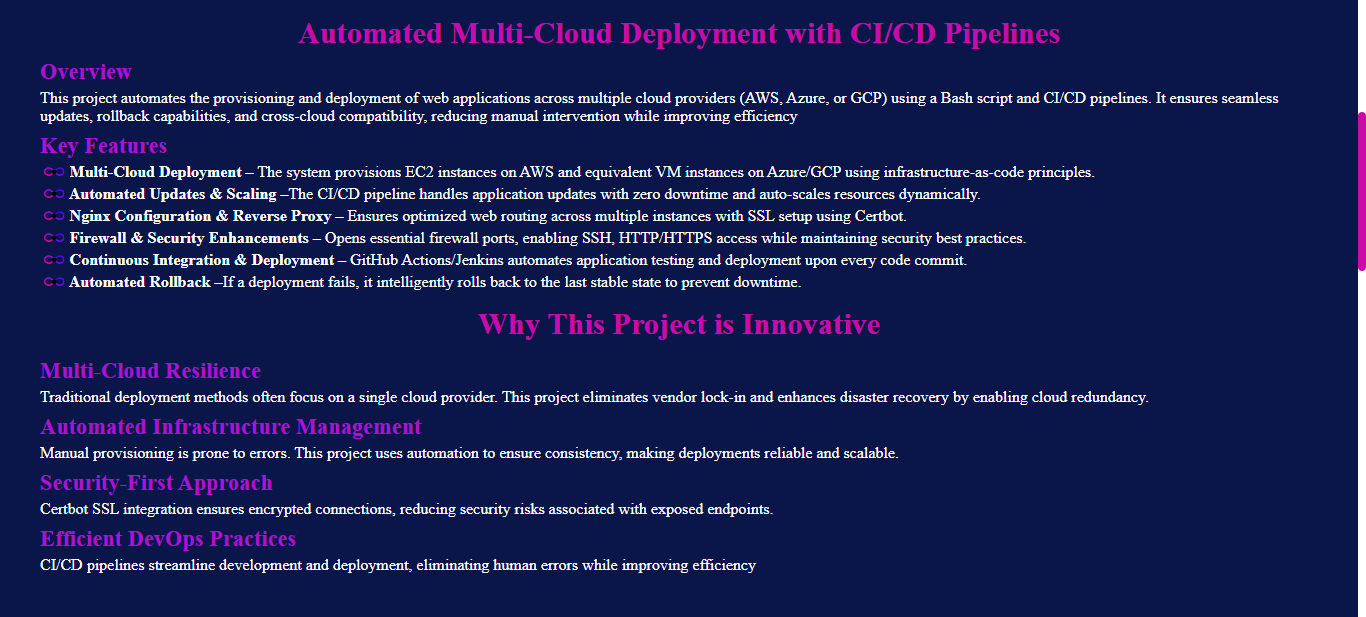 Automated Multi-Cloud Deployment with CI/CD Pipelines
Overview
This project automates the provisioning and deployment of web applications across multiple cloud providers (AWS, Azure, or GCP) using a Bash script and CI/CD pipelines. It ensures seamless
updates, rollback capabilities, and cross-cloud compatibility, reducing manual intervention while improving efficiency
Key Features
Multi-Cloud Deployment – The system provisions EC2 instances on AWS and equivalent VM instances on Azure/GCP using infrastructure-as-code principles.
Automated Updates & Scaling –The CI/CD pipeline handles application updates with zero downtime and auto-scales resources dynamically.
Nginx Configuration & Reverse Proxy – Ensures optimized web routing across multiple instances with SSL setup using Certbot.
Firewall & Security Enhancements – Opens essential firewall ports, enabling SSH, HTTP/HTTPS access while maintaining security best practices.
Continuous Integration & Deployment – GitHub Actions/Jenkins automates application testing and deployment upon every code commit.
Automated Rollback –If a deployment fails, it intelligently rolls back to the last stable state to prevent downtime.
Why This Project is Innovative
Multi-Cloud Resilience
Traditional deployment methods often focus on a single cloud provider. This project eliminates vendor lock-in and enhances disaster recovery by enabling cloud redundancy.
Automated Infrastructure Management
Manual provisioning is prone to errors. This project uses automation to ensure consistency, making deployments reliable and scalable.
Security-First Approach
Certbot SSL integration ensures encrypted connections, reducing security risks associated with exposed endpoints.
Efficient DevOps Practices
CI/CD pipelines streamline development and deployment, eliminating human errors while improving efficiency